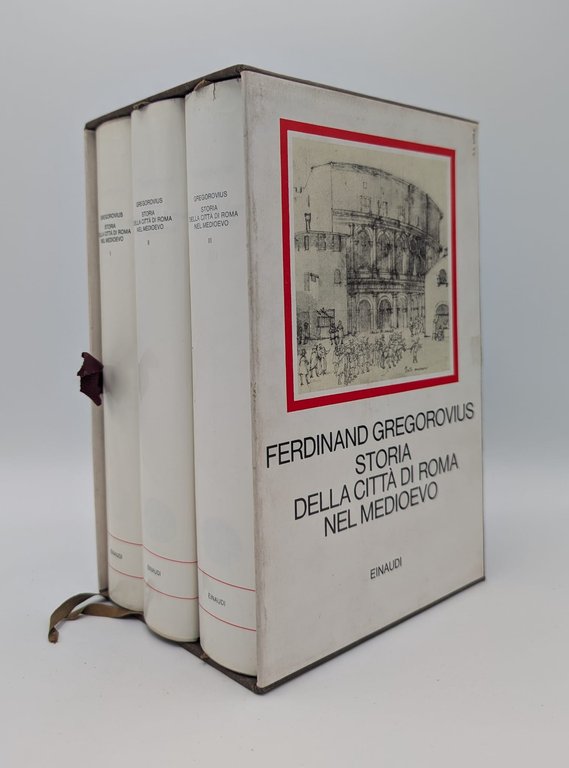 GREGOROVIUS
STORIA
DELLA CITTÀ DI ROMA
NEL MEDIOEVO
I
EINAUDI
GREGOROVIUS
STORIA
DELLA CITTÀ DI ROMA
NEL MEDIOEVO
II
EINAUDI
GREGOROVIUS
STORIA
DELLA CITTÀ DI ROMA
NEL MEDIOEVO
III
EINAUDI
FERDINAND GREGOROVIUS
STORIA
DELLA CITTÀ DI ROMA
NEL MEDIOEVO
EINAUDI